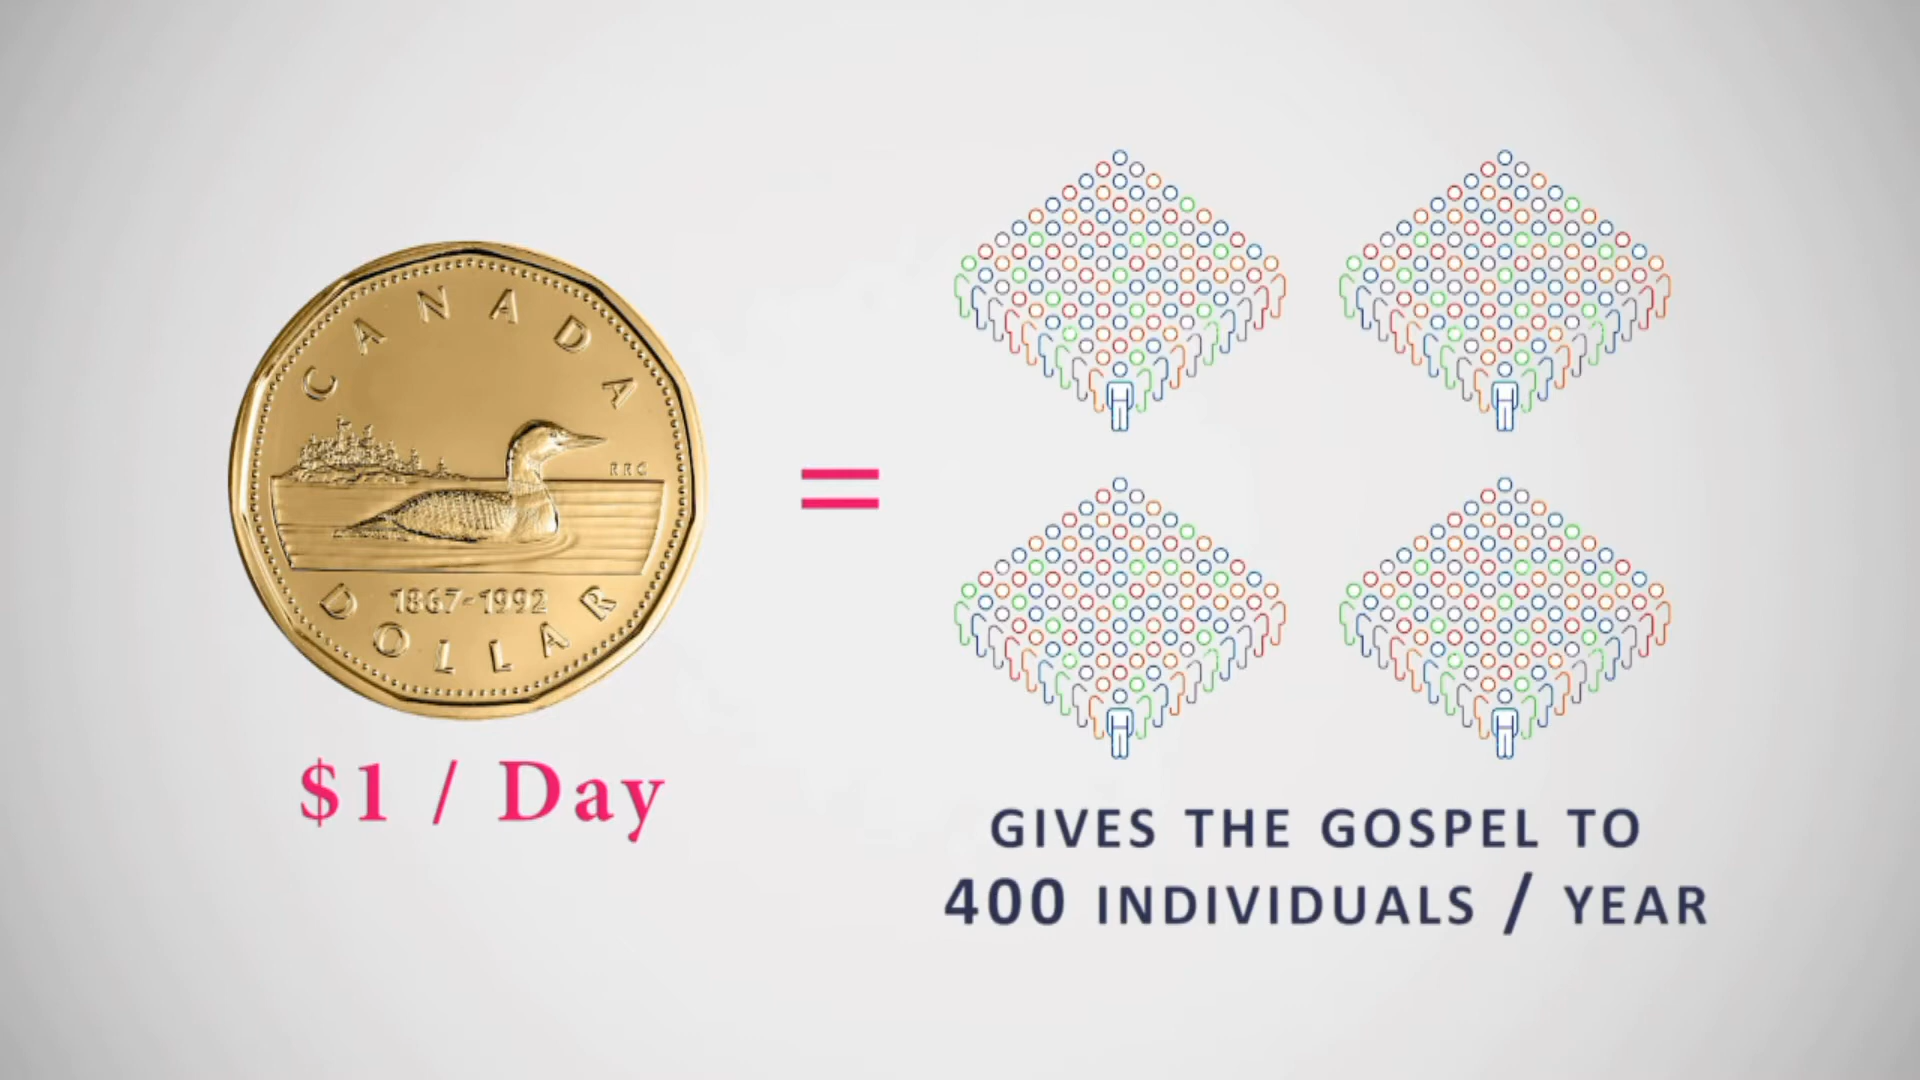 CANADA
RRC
1867-1992
DOLLAR
$1 / Day
=
GIVES THE GOSPEL TO
400 INDIVIDUALS / YEAR